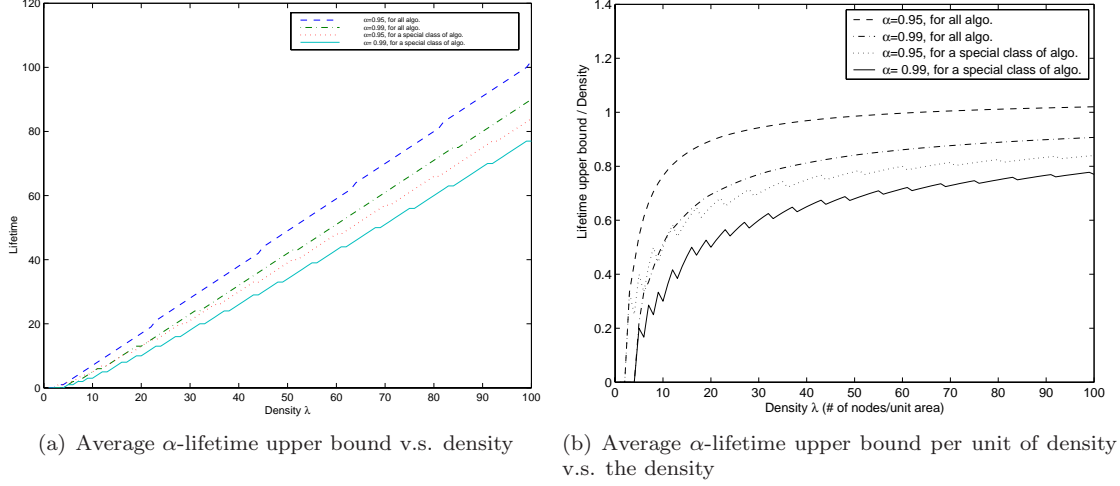 120
100
80
60
40
20
0
Lifetime
0 10 20 30 40 50 60 70 80 90 100
Density λ
α=0.95, for all algo.
α=0.99, for all algo.
α=0.95, for a special class of algo.
α= 0.99, for a special class of algo.
(a) Average α-lifetime upper bound v.s. density
1.4
1.2
1
0.8
0.6
0.4
0.2
0
Lifetime upper bound / Density
0 10 20 30 40 50 60 70 80 90 100
Density λ (# of nodes/unit area)
α=0.95, for all algo.
α=0.99, for all algo.
α=0.95, for a special class of algo.
α= 0.99, for a special class of algo.
(b) Average α-lifetime upper bound per unit of density
v.s. the density